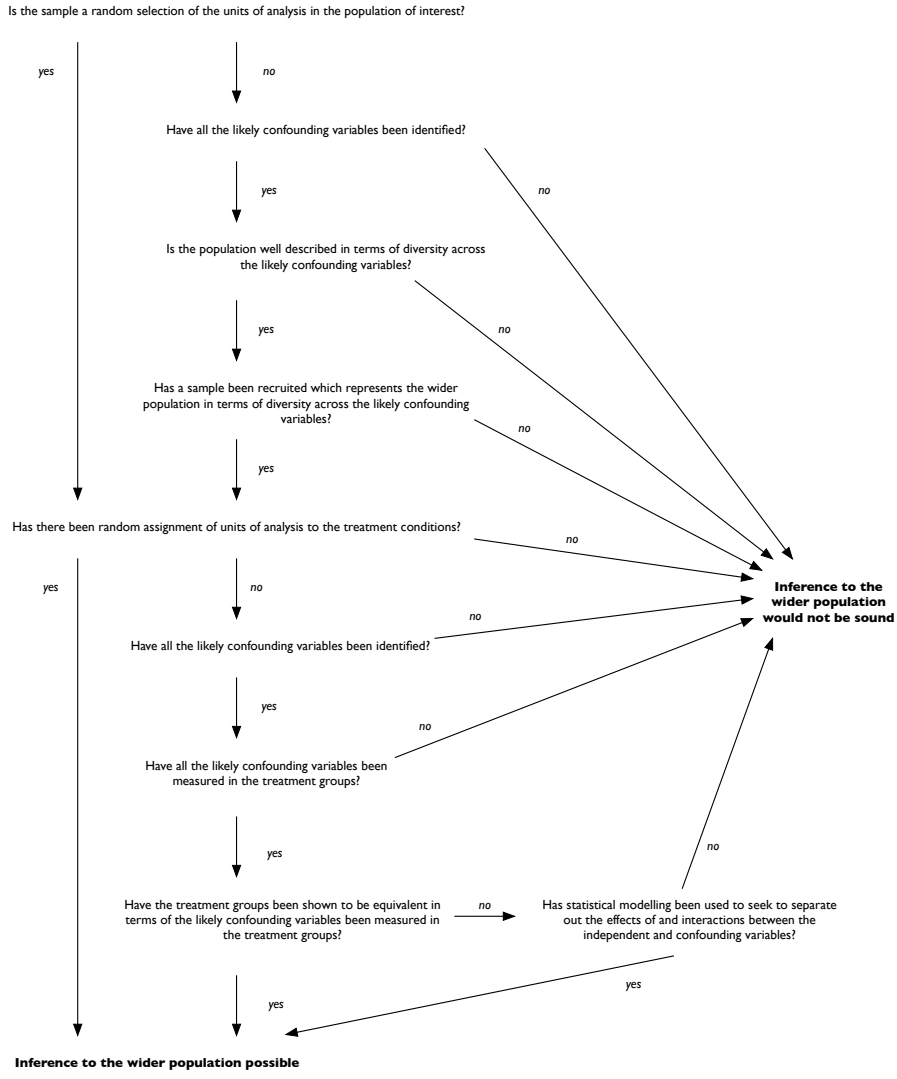 Is the sample a random selection of the units of analysis in the population of interest?
yes
no
Have all the likely confounding variables been identified?
no
yes
Is the population well described in terms of diversity across
the likely confounding variables?
no
yes
Has a sample been recruited which represents the wider
population in terms of diversity across the likely confounding
variables?
no
yes
Has there been random assignment of units of analysis to the treatment conditions?
no
yes
no
Inference to the
wider population
would not be sound
no
Have all the likely confounding variables been identified?
yes
no
Have all the likely confounding variables been
measured in the treatment groups?
yes
no
Have the treatment groups been shown to be equivalent in
terms of the likely confounding variables been measured in
the treatment groups?
no
Has statistical modelling been used to seek to separate
out the effects of and interactions between the
independent and confounding variables?
yes
yes
Inference to the wider population possible